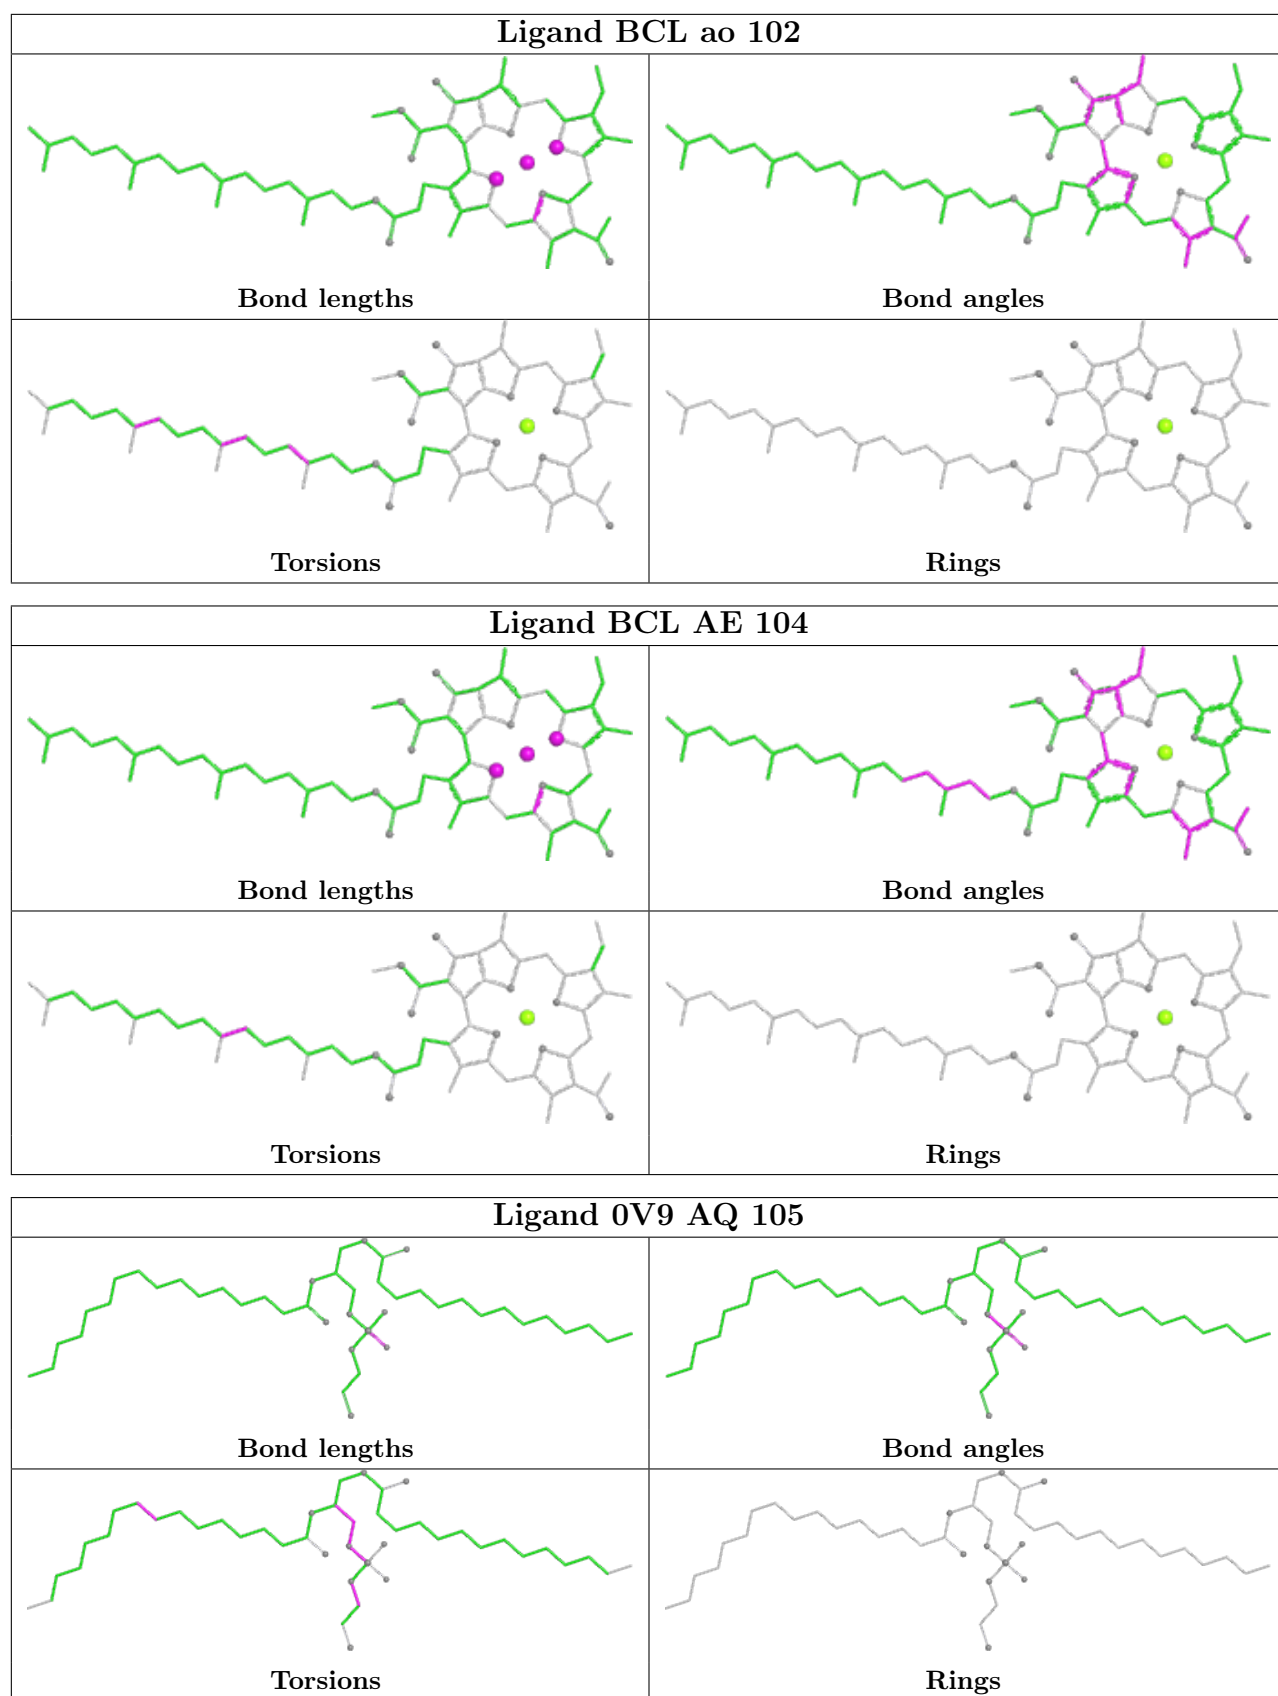 Ligand BCL ao 102
Bond lengths
Bond angles
Torsions
Rings
Ligand BCL AE 104
Bond lengths
Bond angles
Torsions
Rings
Ligand 0V9 AQ 105
Bond lengths
Bond angles
Torsions
Rings